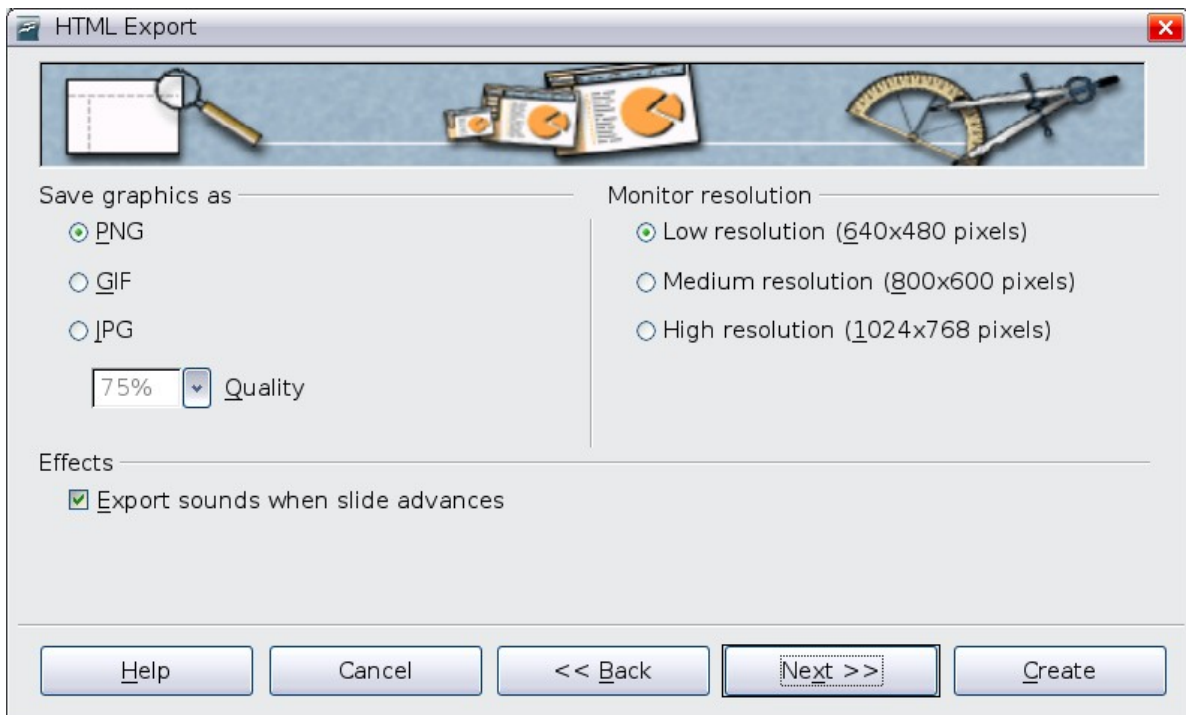 HTML Export
Save graphics as
PNG
GIF
JPG
75% Quality
Monitor resolution
Low resolution (640x480 pixels)
Medium resolution (800x600 pixels)
High resolution (1024x768 pixels)
Effects
Export sounds when slide advances
Help Cancel << Back Next >> Create